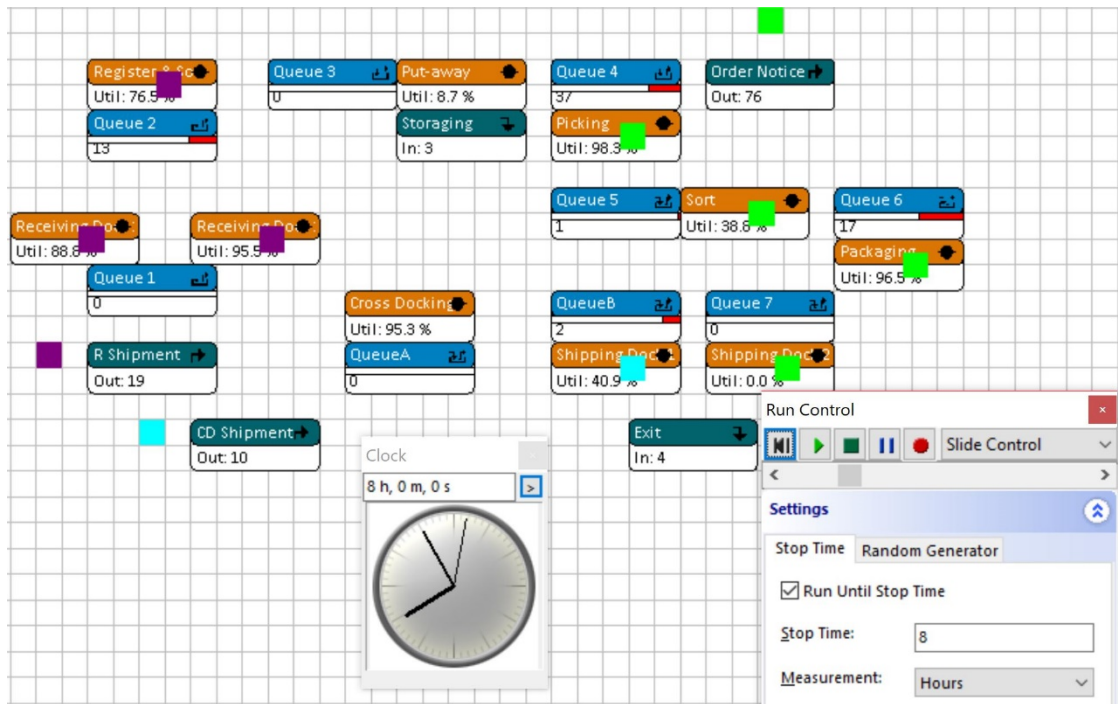 Register & Sc
Util: 76.5 %
Queue 2
13
Queue 3
0
Put-away
Util: 8.7 %
Storaging
In: 3
Queue 4
37
Picking
Util: 98.3 %
Order Notice
Out: 76
Receiving Do
Util: 88.8 %
Queue 1
0
Receiving Do
Util: 95.5 %
Queue 5
1
Sort
Util: 38.8 %
Queue 6
17
Packaging
Util: 96.5 %
Cross Docking
Util: 95.3 %
QueueA
0
QueueB
2
Shipping Dock 1
Util: 40.9 %
Queue 7
0
Shipping Dock 2
Util: 0.0 %
R Shipment
Out: 19
CD Shipment
Out: 10
Exit
In: 4
Clock
8 h, 0 m, 0 s
>
Run Control
×
Slide Control
Settings
Stop Time
Random Generator
Run Until Stop Time
Stop Time:
8
Measurement:
Hours